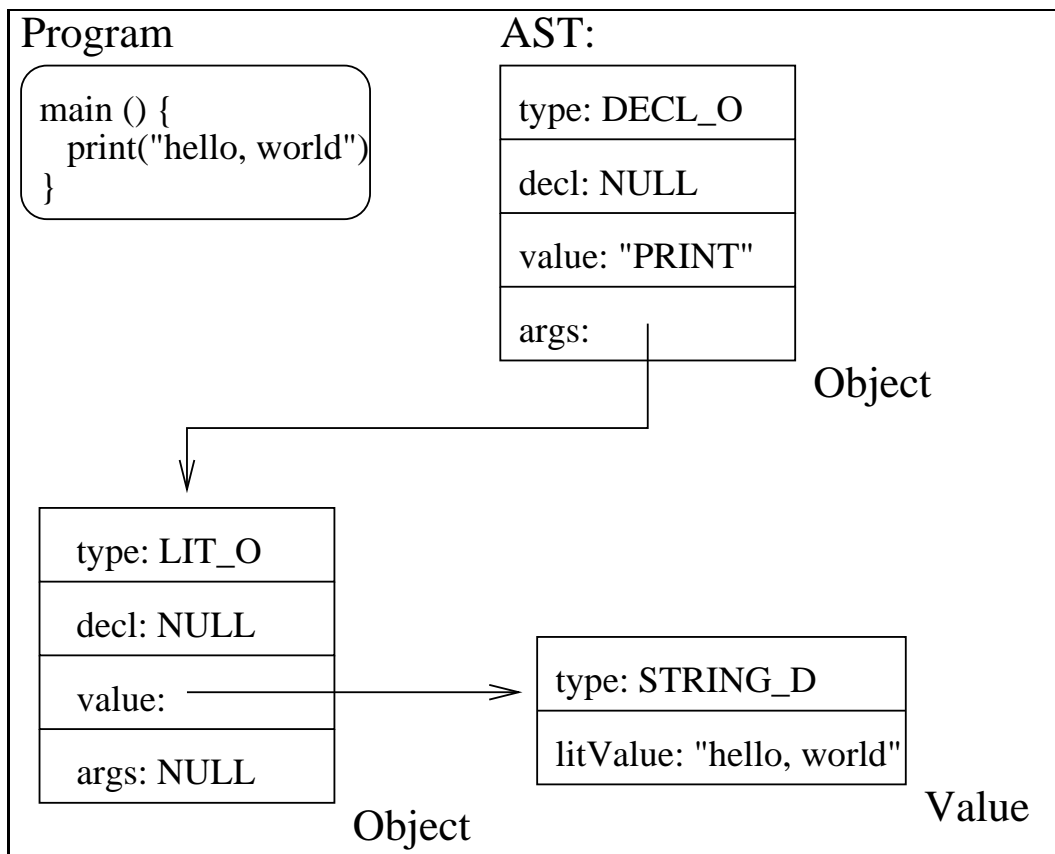 Program
main () {
print("hello, world")
}
AST:
type: DECL_O
decl: NULL
value: "PRINT"
args:
Object
type: LIT_O
decl: NULL
value:
args: NULL
Object
type: STRING_D
litValue: "hello, world"
Value